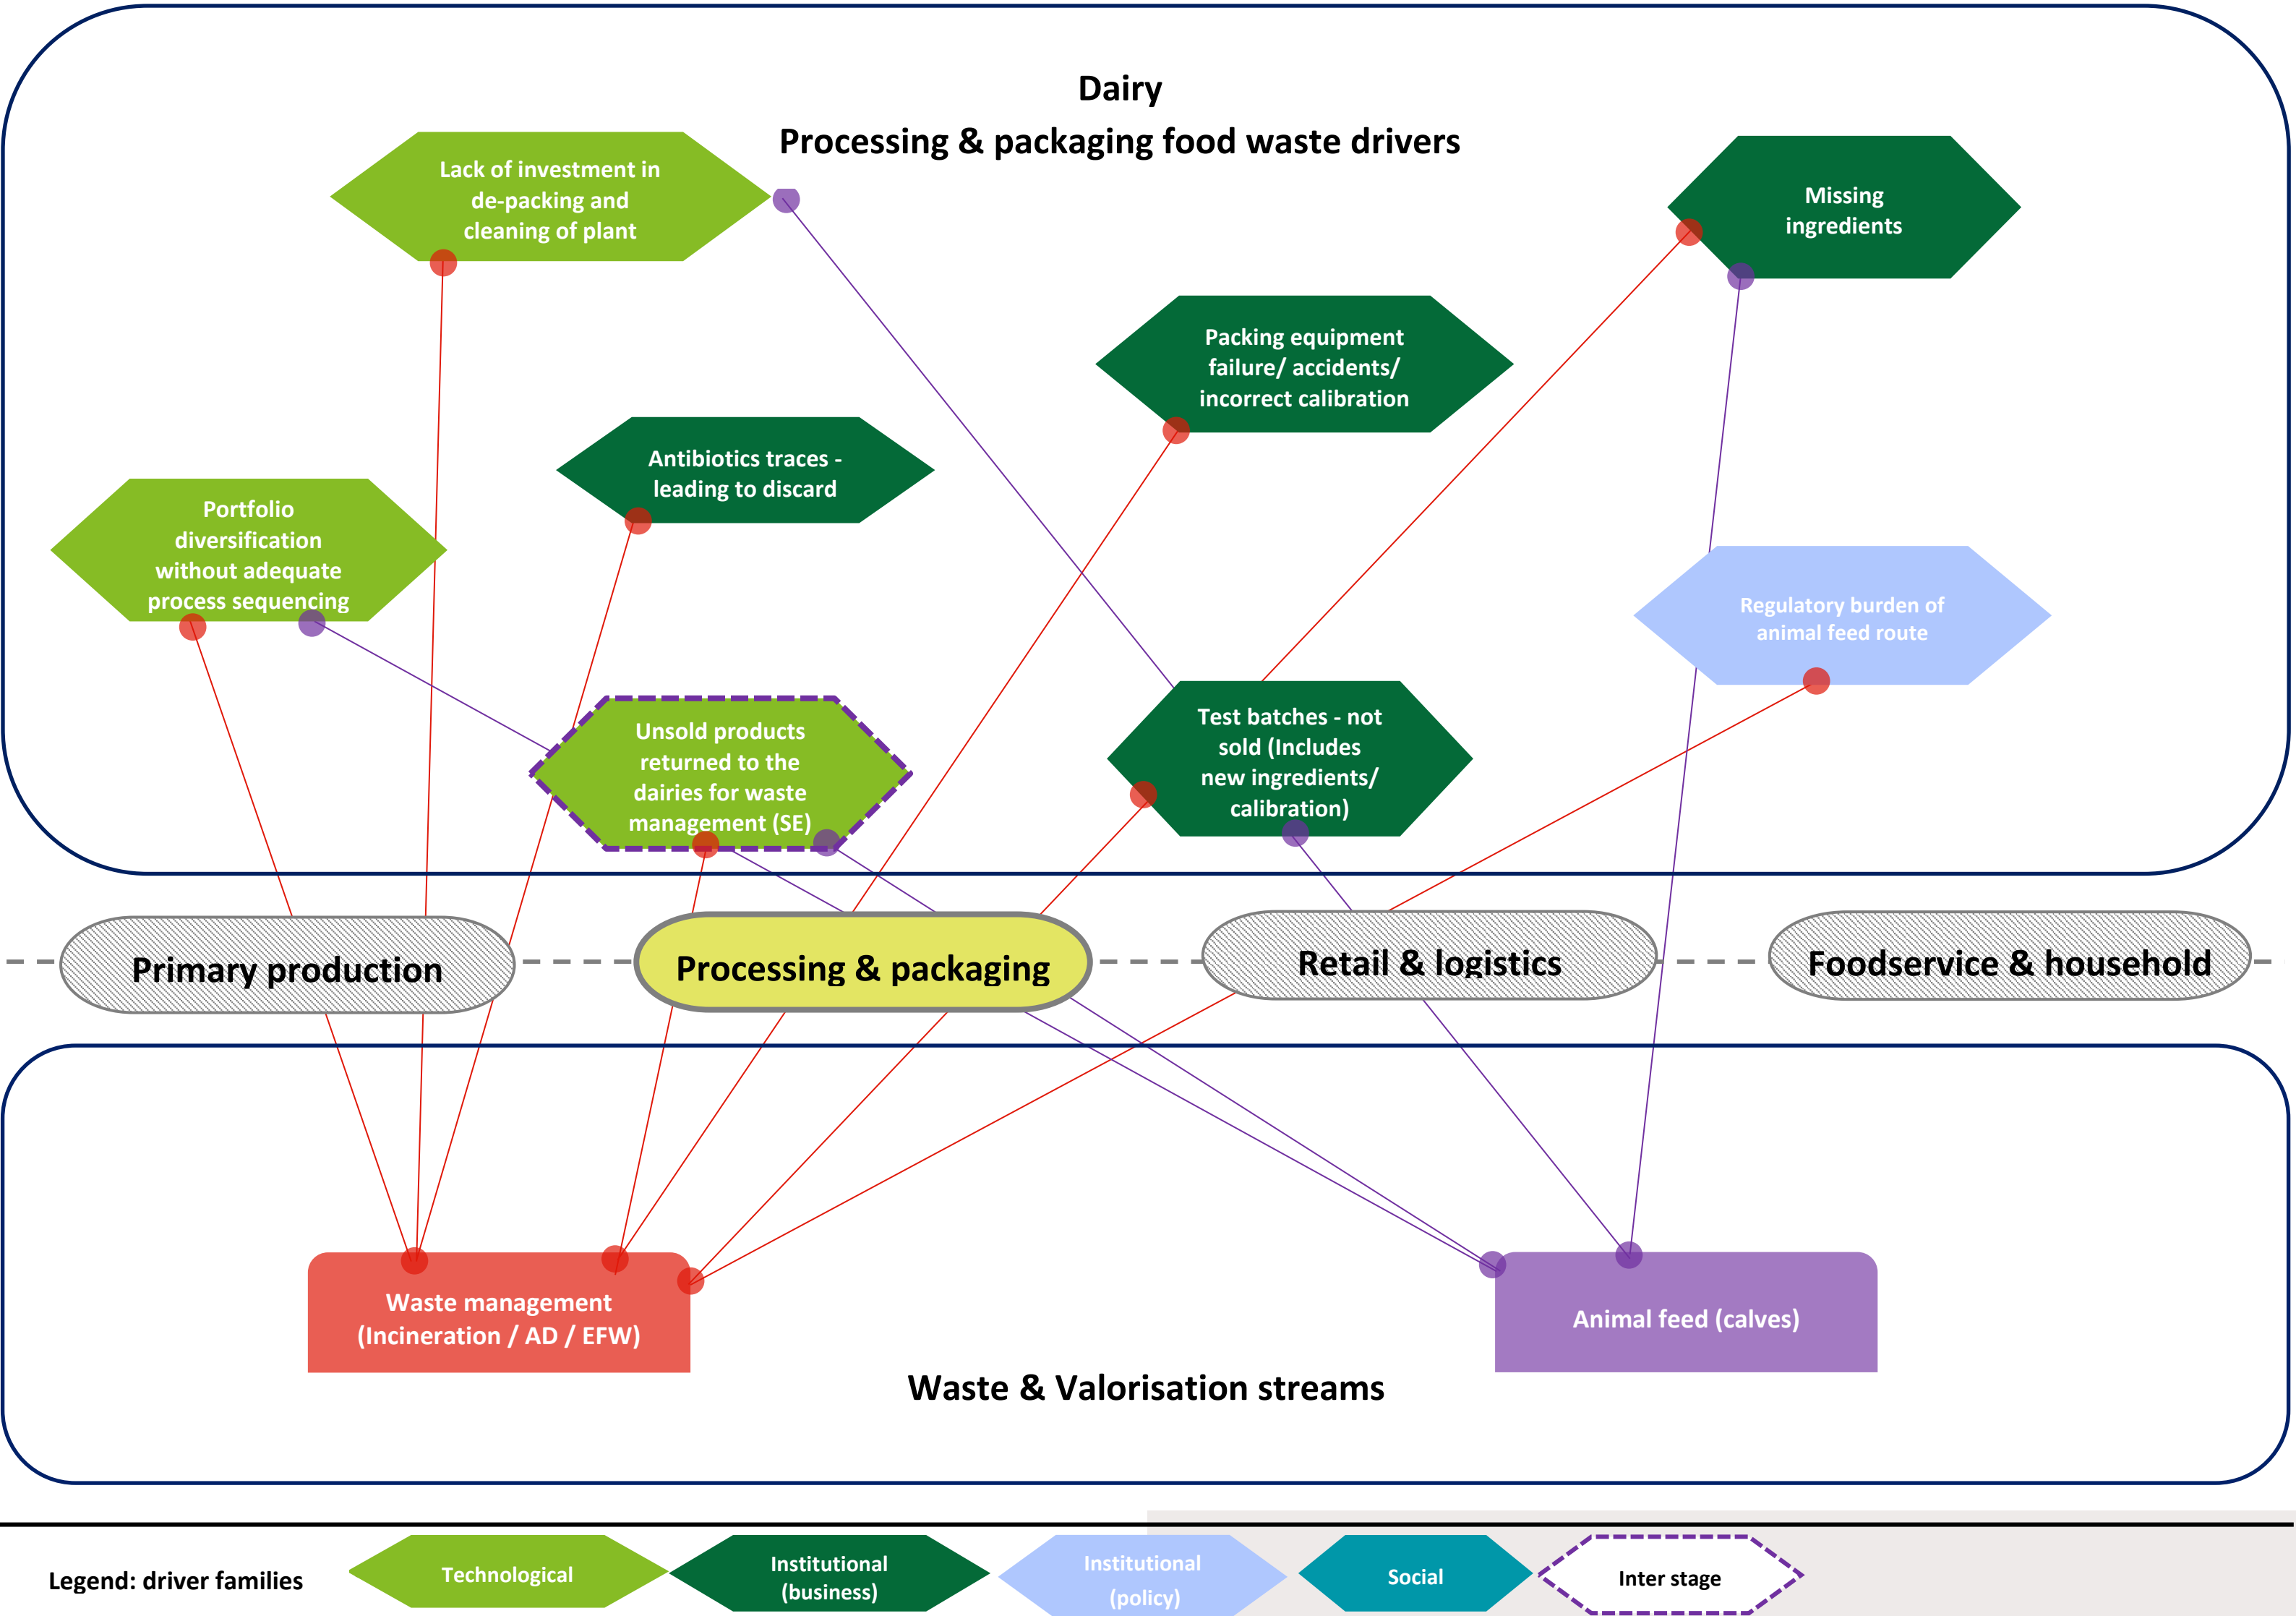 Dairy
Processing & packaging food waste drivers
Lack of investment in
de-packing and
cleaning of plant
Missing
ingredients
Packing equipment
failure/ accidents/
incorrect calibration
Antibiotics traces -
leading to discard
Portfolio
diversification
without adequate
process sequencing
Regulatory burden of
animal feed route
Unsold products
returned to the
dairies for waste
management (SE)
Test batches - not
sold (Includes
new ingredients/
calibration)
Primary production
Processing & packaging
Retail & logistics
Foodservice & household
Waste management
(Incineration / AD / EFW)
Animal feed (calves)
Waste & Valorisation streams
Legend: driver families
Technological
Institutional
(business)
Institutional
(policy)
Social
Inter stage